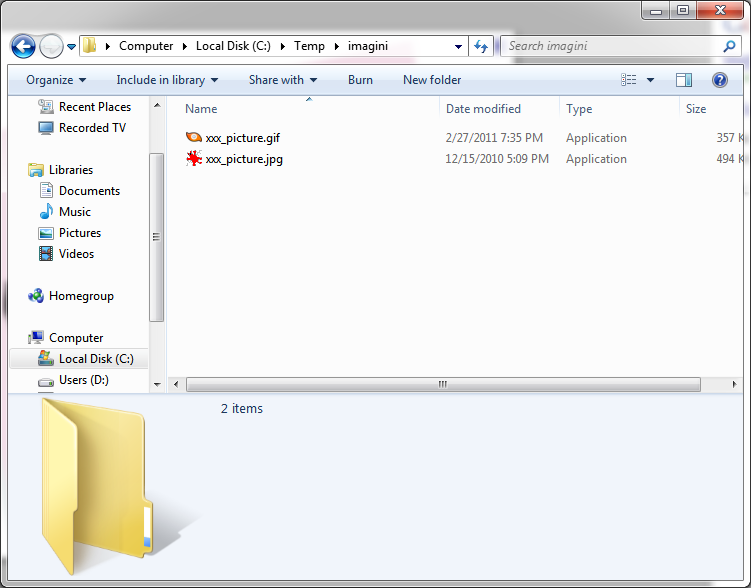 Computer Local Disk (C:) Temp imagini
Search imagini
Organize Include in library Share with Burn New folder
Recent Places
Recorded TV
Libraries
Documents
Music
Pictures
Videos
Homegroup
Computer
Local Disk (C:)
Users (D:)
Name Date modified Type Size
xxx_picture.gif 2/27/2011 7:35 PM Application 357 K
xxx_picture.jpg 12/15/2010 5:09 PM Application 494 K
2 items